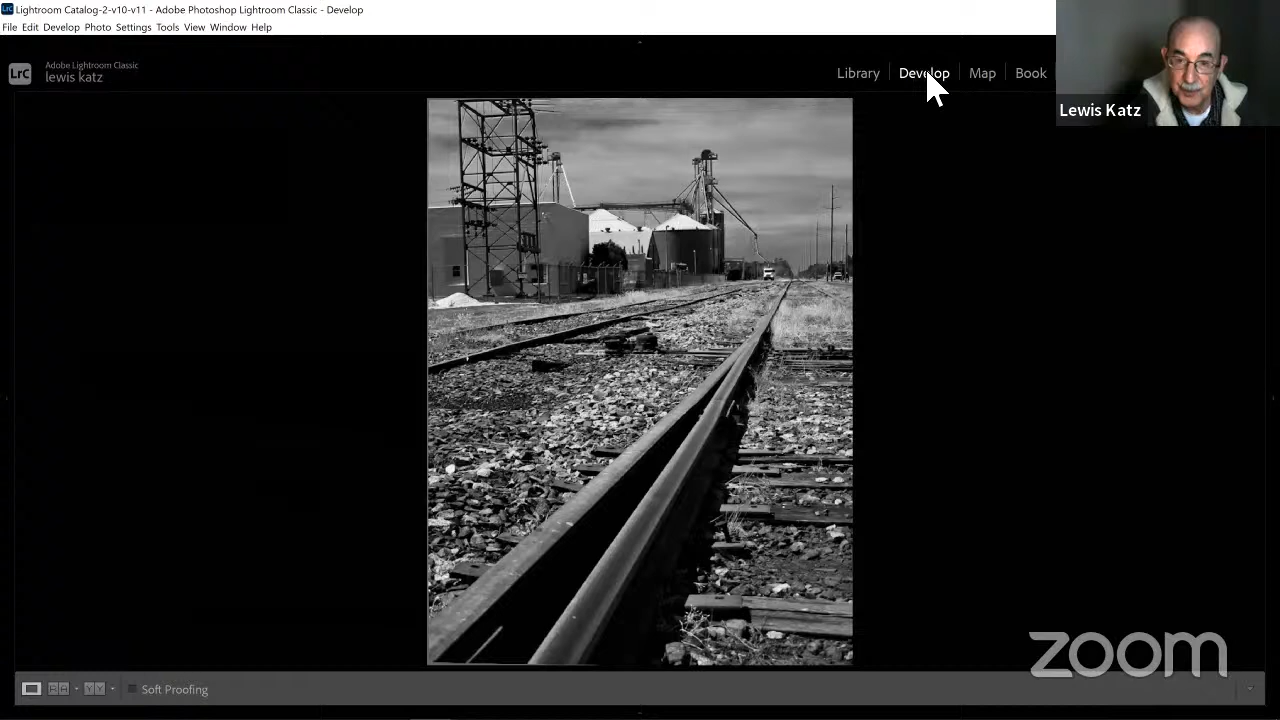 Lightroom Catalog-2-v10-v11 - Adobe Photoshop Lightroom Classic - Develop
File Edit Develop Photo Settings Tools View Window Help
LrC
Adobe Lightroom Classic
lewis katz
Library Develop Map Book
Lewis Katz
zoom
Soft Proofing